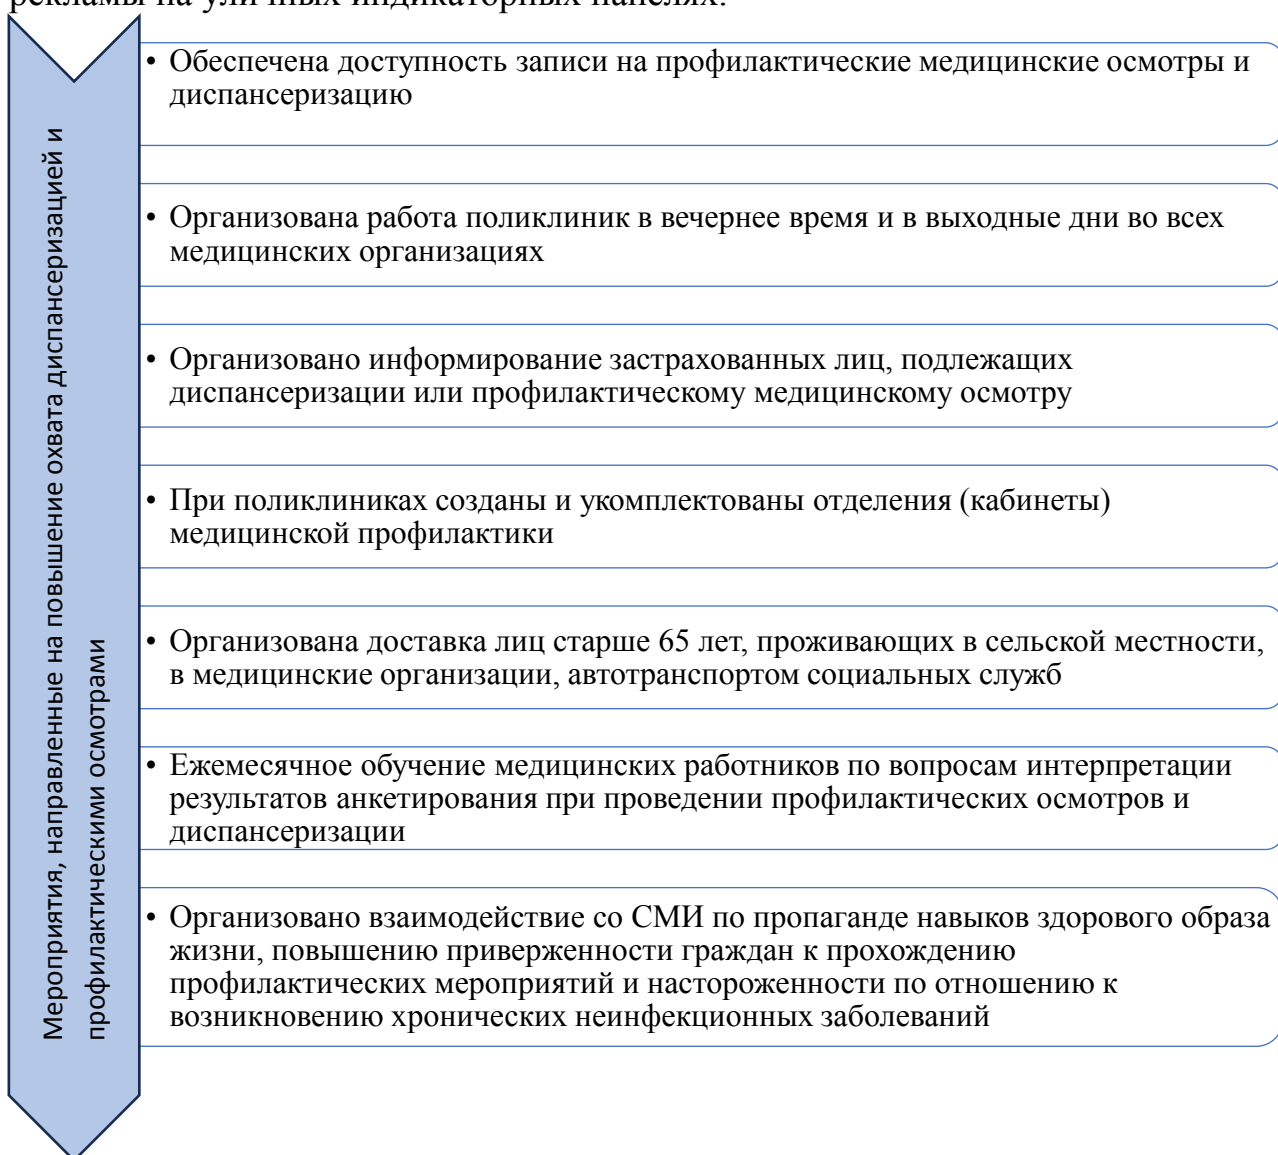 рекламы на уличных индикаторных панелях.
Мероприятия, направленные на повышение охвата диспансеризацией и
профилактическими осмотрами
• Обеспечена доступность записи на профилактические медицинские осмотры и
диспансеризацию
• Организована работа поликлиник в вечернее время и в выходные дни во всех
медицинских организациях
• Организовано информирование застрахованных лиц, подлежащих
диспансеризации или профилактическому медицинскому осмотру
• При поликлиниках созданы и укомплектованы отделения (кабинеты)
медицинской профилактики
• Организована доставка лиц старше 65 лет, проживающих в сельской местности,
в медицинские организации, автотранспортом социальных служб
• Ежемесячное обучение медицинских работников по вопросам интерпретации
результатов анкетирования при проведении профилактических осмотров и
диспансеризации
• Организовано взаимодействие со СМИ по пропаганде навыков здорового образа
жизни, повышению приверженности граждан к прохождению
профилактических мероприятий и настороженности по отношению к
возникновению хронических неинфекционных заболеваний